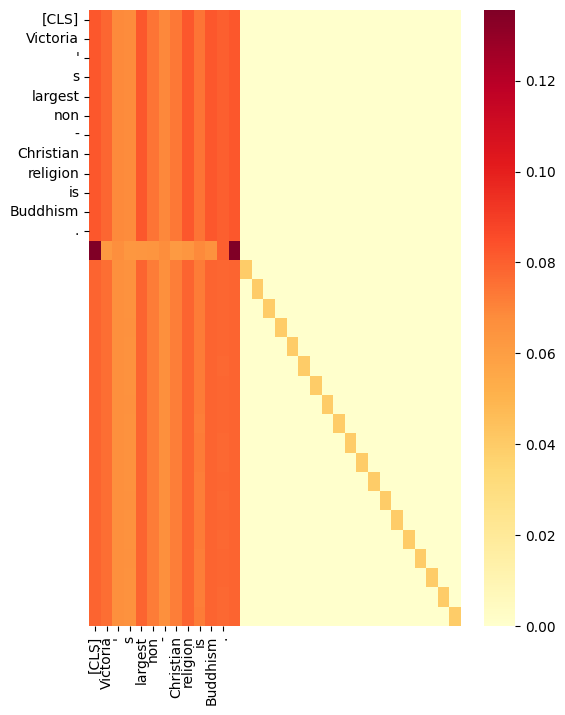 [CLS]
Victoria
'
s
largest
non
-
Christian
religion
is
Buddhism
.
[CLS]
Victoria
'
s
largest
non
-
Christian
religion
is
Buddhism
.
0.12
0.10
0.08
0.06
0.04
0.02
0.00